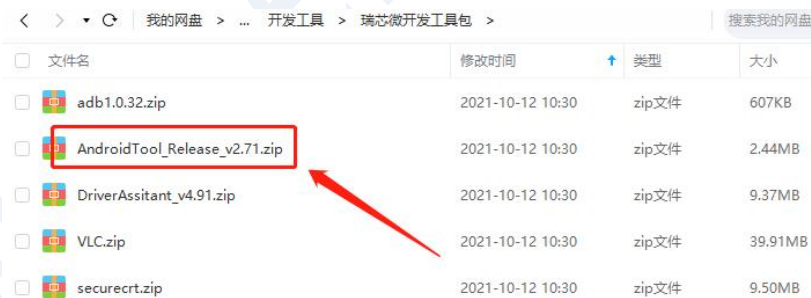 我的网盘 > ... 开发工具 > 瑞芯微开发工具包 > 搜索我的网盘
文件名 修改时间 类型 大小
adb1.0.32.zip 2021-10-12 10:30 zip文件 607KB
AndroidTool_Release_v2.71.zip 2021-10-12 10:30 zip文件 2.44MB
DriverAssitant_v4.91.zip 2021-10-12 10:30 zip文件 9.37MB
VLC.zip 2021-10-12 10:30 zip文件 39.91MB
securecrt.zip 2021-10-12 10:30 zip文件 9.50MB